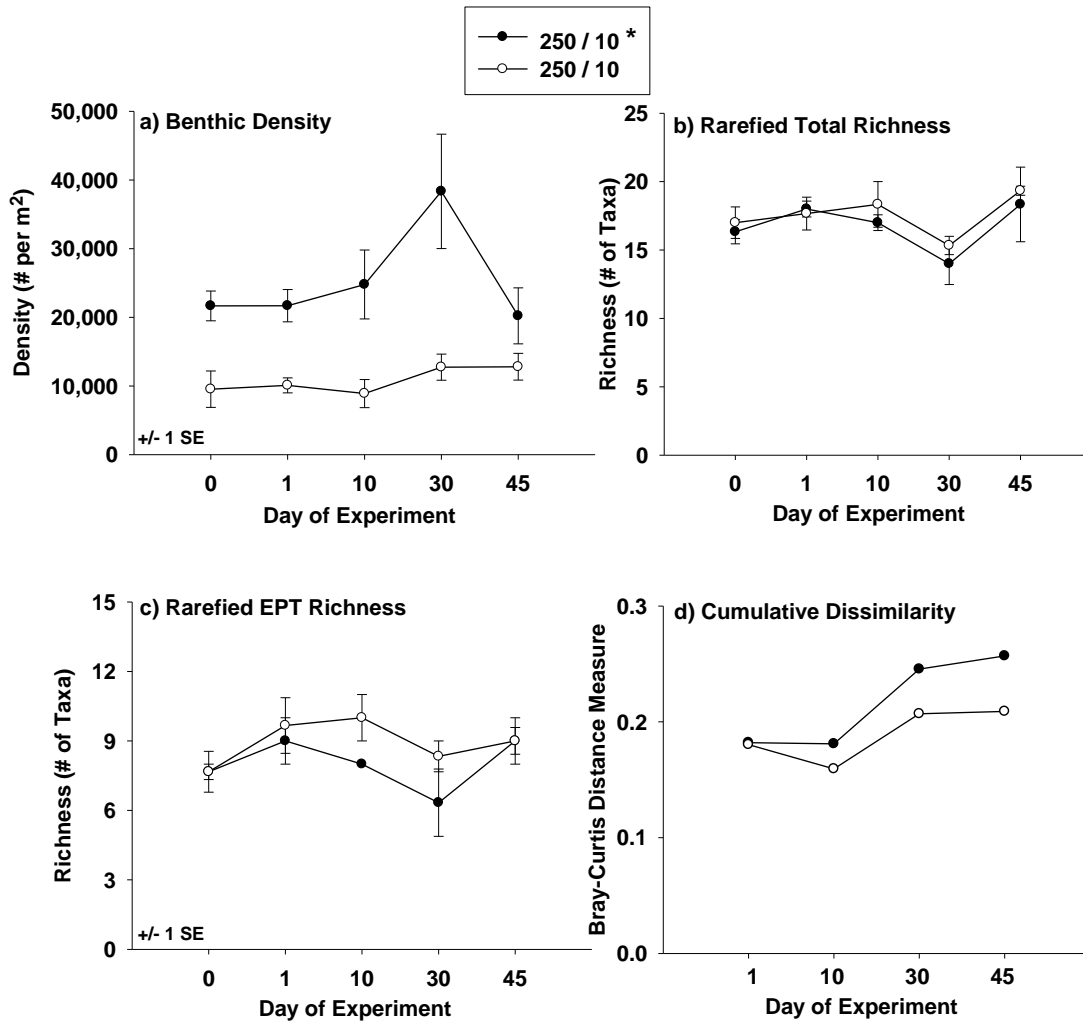 250 / 10 *
250 / 10
a) Benthic Density
Density (# per m²)
50,000
40,000
30,000
20,000
10,000
0
+/- 1 SE
0 1 10 30 45
Day of Experiment
b) Rarefied Total Richness
Richness (# of Taxa)
25
20
15
10
5
0
0 1 10 30 45
Day of Experiment
c) Rarefied EPT Richness
Richness (# of Taxa)
15
12
9
6
3
0
+/- 1 SE
0 1 10 30 45
Day of Experiment
d) Cumulative Dissimilarity
Bray-Curtis Distance Measure
0.3
0.2
0.1
0.0
1 10 30 45
Day of Experiment